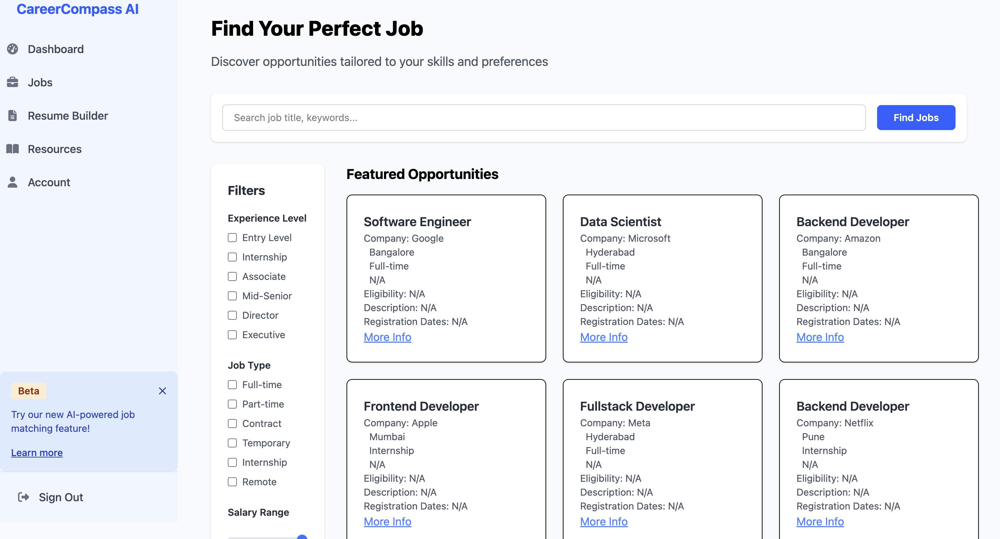 CareerCompass AI
Dashboard
Jobs
Resume Builder
Resources
Account
Beta
Try our new AI-powered job
matching feature!
Learn more
Sign Out
Find Your Perfect Job
Discover opportunities tailored to your skills and preferences
Search job title, keywords...
Find Jobs
Filters
Experience Level
Entry Level
Internship
Associate
Mid-Senior
Director
Executive
Job Type
Full-time
Part-time
Contract
Temporary
Internship
Remote
Salary Range
Featured Opportunities
Software Engineer
Company: Google
Bangalore
Full-time
N/A
Eligibility: N/A
Description: N/A
Registration Dates: N/A
More Info
Data Scientist
Company: Microsoft
Hyderabad
Full-time
N/A
Eligibility: N/A
Description: N/A
Registration Dates: N/A
More Info
Backend Developer
Company: Amazon
Bangalore
Full-time
N/A
Eligibility: N/A
Description: N/A
Registration Dates: N/A
More Info
Frontend Developer
Company: Apple
Mumbai
Internship
N/A
Eligibility: N/A
Description: N/A
Registration Dates: N/A
More Info
Fullstack Developer
Company: Meta
Hyderabad
Full-time
N/A
Eligibility: N/A
Description: N/A
Registration Dates: N/A
More Info
Backend Developer
Company: Netflix
Pune
Internship
N/A
Eligibility: N/A
Description: N/A
Registration Dates: N/A
More Info